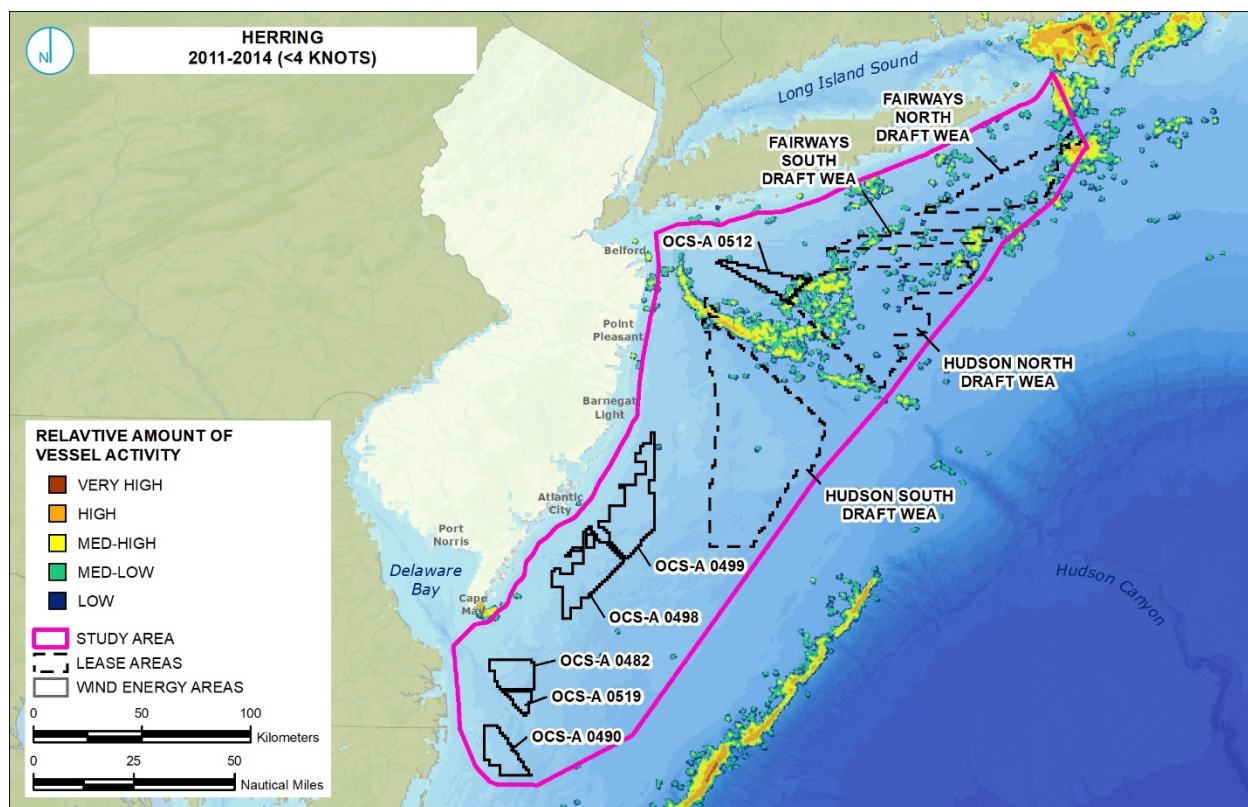 HERRING
2011-2014 (<4 KNOTS)
N
Long Island Sound
FAIRWAYS
NORTH
DRAFT WEA
FAIRWAYS
SOUTH
DRAFT WEA
OCS-A 0512
Belford
Point
Pleasant
HUDSON NORTH
DRAFT WEA
Barnegat
Light
HUDSON SOUTH
DRAFT WEA
Atlantic
City
Port
Norris
OCS-A 0499
Delaware
Bay
Cape
May
OCS-A 0498
Hudson Canyon
OCS-A 0482
OCS-A 0519
OCS-A 0490
RELAVTIVE AMOUNT OF
VESSEL ACTIVITY
VERY HIGH
HIGH
MED-HIGH
MED-LOW
LOW
STUDY AREA
LEASE AREAS
WIND ENERGY AREAS
0 50 100
Kilometers
0 25 50
Nautical Miles